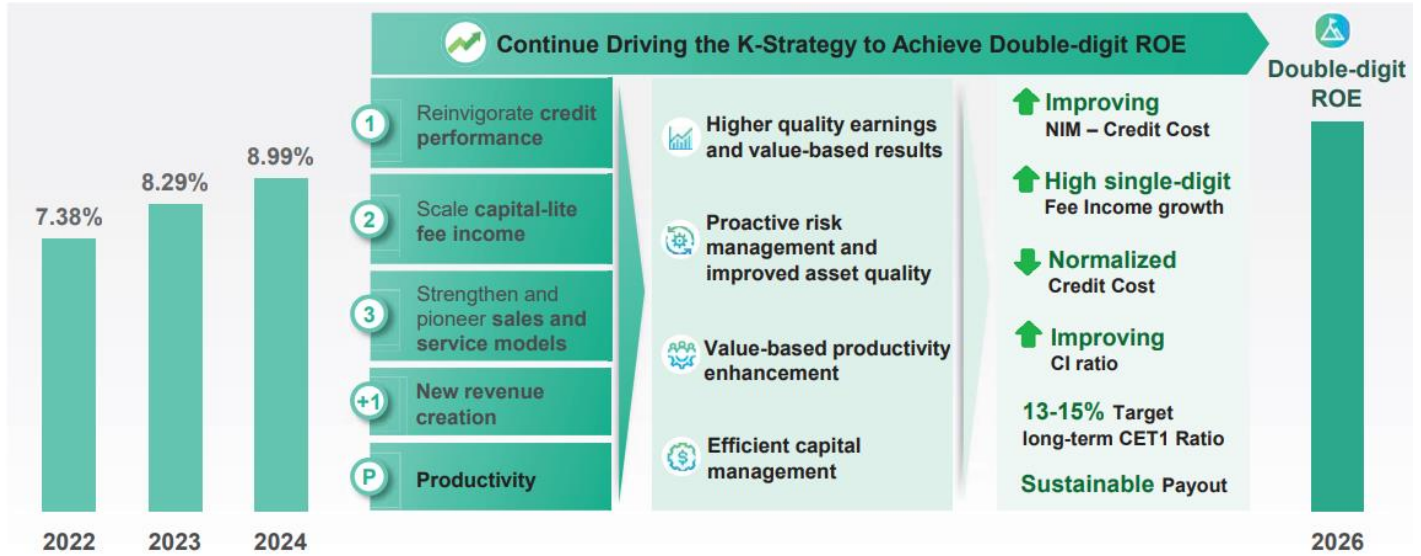 Continue Driving the K-Strategy to Achieve Double-digit ROE
Double-digit
ROE
7.38%
8.29%
8.99%
2022
2023
2024
1
Reinvigorate credit
performance
2
Scale capital-lite
fee income
3
Strengthen and
pioneer sales and
service models
+1
New revenue
creation
P
Productivity
Higher quality earnings
and value-based results
Proactive risk
management and
improved asset quality
Value-based productivity
enhancement
$
Efficient capital
management
Improving
NIM – Credit Cost
High single-digit
Fee Income growth
Normalized
Credit Cost
Improving
CI ratio
13-15% Target
long-term CET1 Ratio
Sustainable Payout
2026